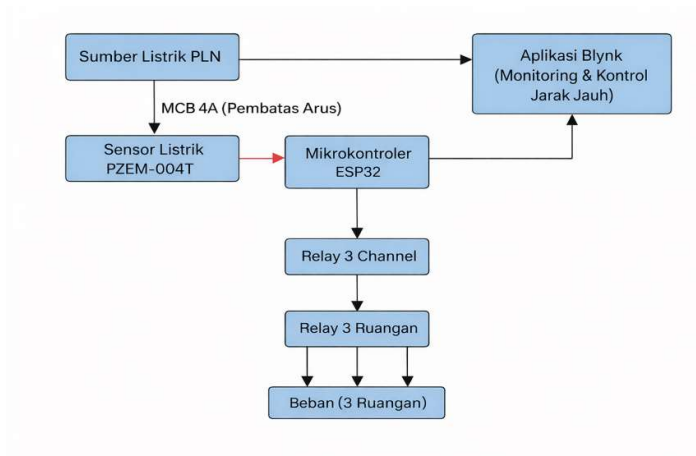 Sumber Listrik PLN
Aplikasi Blynk
(Monitoring & Kontrol
Jarak Jauh)
MCB 4A (Pembatas Arus)
Sensor Listrik
PZEM-004T
Mikrokontroler
ESP32
Relay 3 Channel
Relay 3 Ruangan
Beban (3 Ruangan)